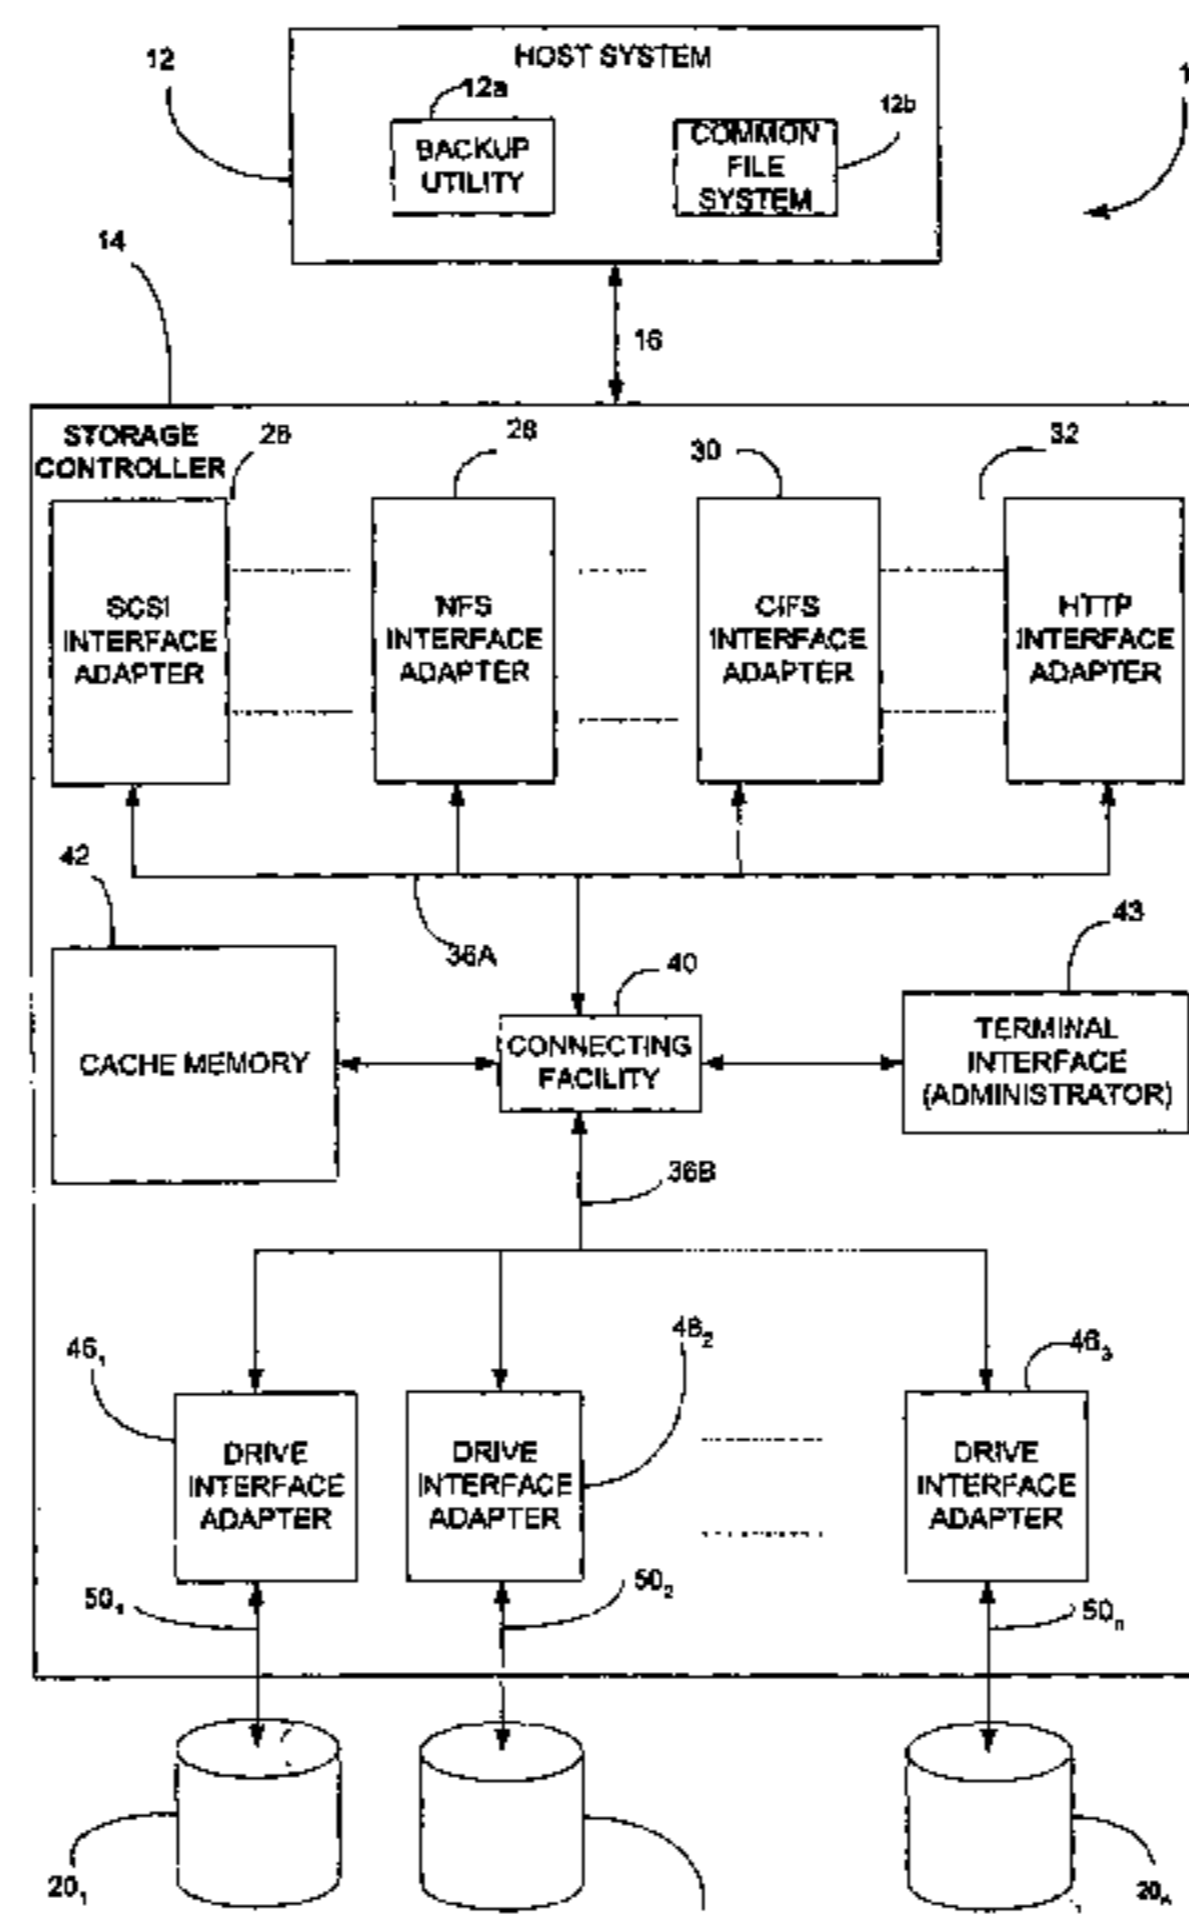 HOST SYSTEM
12
12a
12b
BACKUP
UTILITY
COMMON
FILE
SYSTEM
14
16
STORAGE
CONTROLLER
26
28
30
32
SCSI
INTERFACE
ADAPTER
NFS
INTERFACE
ADAPTER
CIFS
INTERFACE
ADAPTER
HTTP
INTERFACE
ADAPTER
42
36A
40
43
CACHE MEMORY
CONNECTING
FACILITY
TERMINAL
INTERFACE
(ADMINISTRATOR)
36B
46₁
46₂
46₃
DRIVE
INTERFACE
ADAPTER
DRIVE
INTERFACE
ADAPTER
DRIVE
INTERFACE
ADAPTER
50₁
50₂
50ₙ
20₁